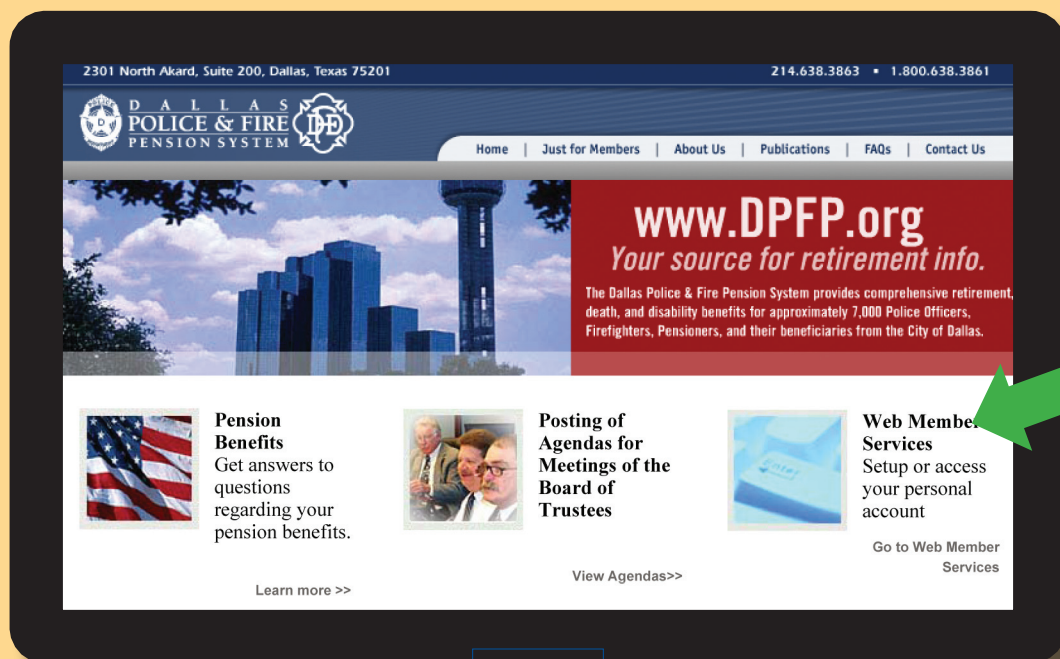 2301 North Akard, Suite 200, Dallas, Texas 75201
214.638.3863 ▪ 1.800.638.3861
DALLAS
POLICE & FIRE
PENSION SYSTEM
Home | Just for Members | About Us | Publications | FAQs | Contact Us
www.DPFP.org
Your source for retirement info.
The Dallas Police & Fire Pension System provides comprehensive retirement,
death, and disability benefits for approximately 7,000 Police Officers,
Firefighters, Pensioners, and their beneficiaries from the City of Dallas.
Pension
Benefits
Get answers to
questions
regarding your
pension benefits.
Learn more >>
Posting of
Agendas for
Meetings of the
Board of
Trustees
View Agendas>>
Web Member
Services
Setup or access
your personal
account
Go to Web Member
Services
Enter